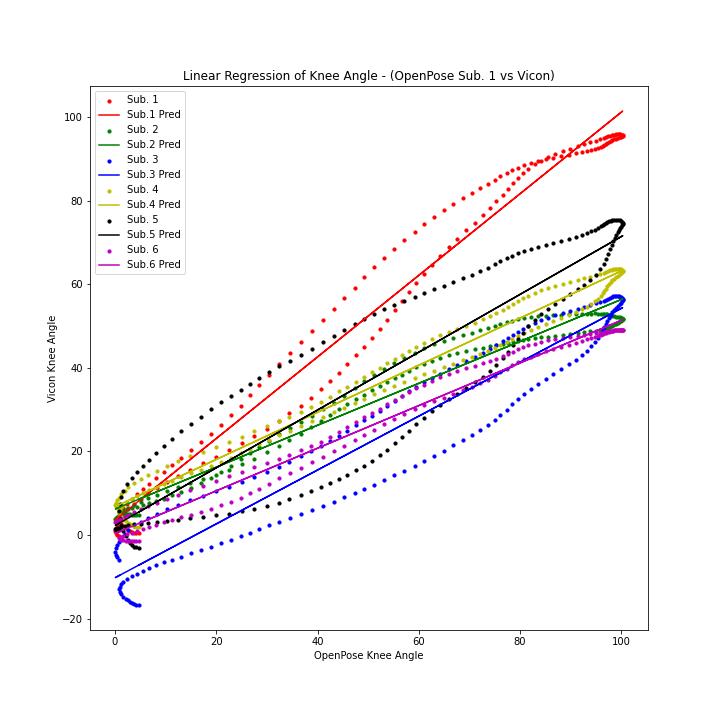 Linear Regression of Knee Angle - (OpenPose Sub. 1 vs Vicon)
Sub. 1
Sub.1 Pred
Sub. 2
Sub.2 Pred
Sub. 3
Sub.3 Pred
Sub. 4
Sub.4 Pred
Sub. 5
Sub.5 Pred
Sub. 6
Sub.6 Pred
Vicon Knee Angle
100
80
60
40
20
0
−20
0 20 40 60 80 100
OpenPose Knee Angle